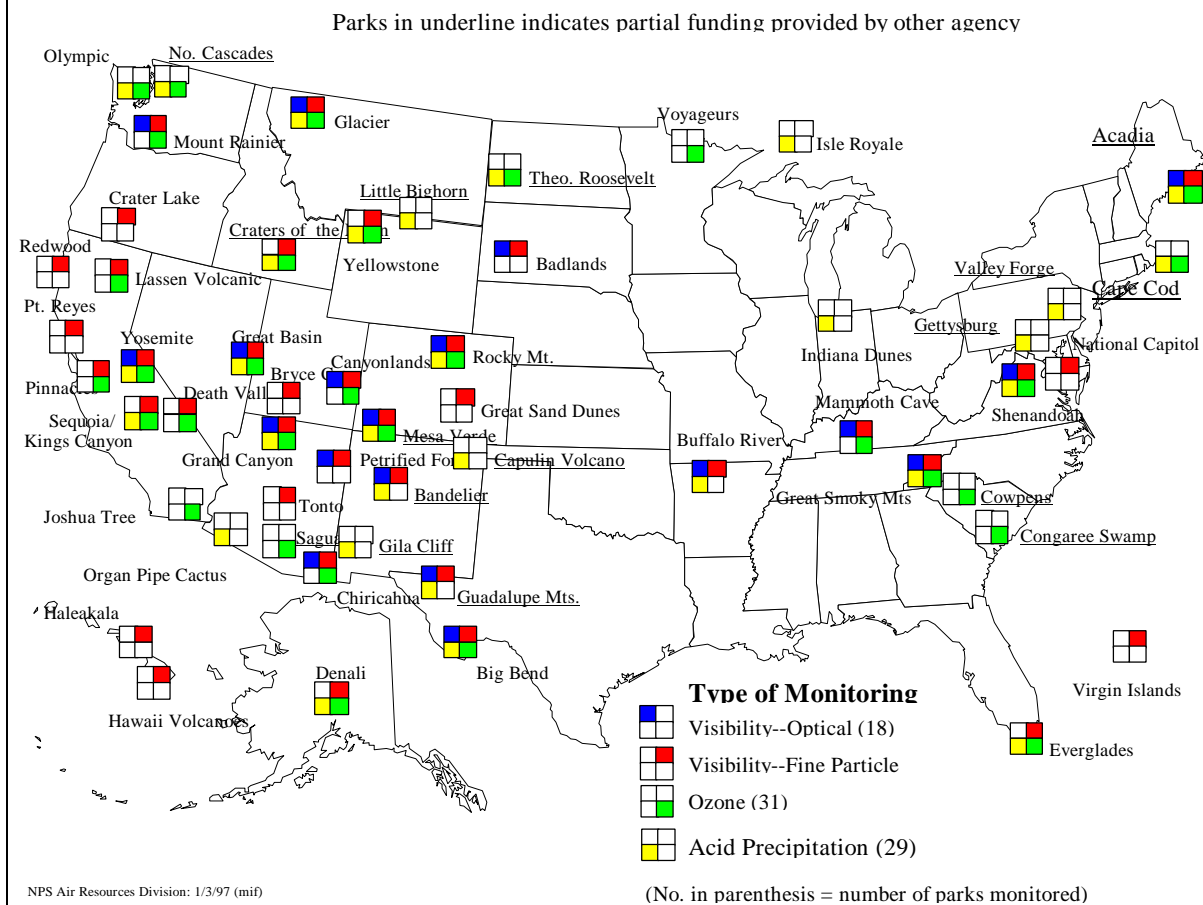 Parks in underline indicates partial funding provided by other agency
Olympic
No. Cascades
Glacier
Mount Rainier
Voyageurs
Isle Royale
Acadia
Theo. Roosevelt
Little Bighorn
Crater Lake
Craters of the
Redwood
Lassen Volcanic
Yellowstone
Badlands
Valley Forge
Cape Cod
Pt. Reyes
Gettysburg
National Capitol
Yosemite
Great Basin
Canyonlands
Rocky Mt.
Indiana Dunes
Bryce
Pinnacles
Death Vall
Great Sand Dunes
Mammoth Cave
Shenandoah
Sequoia/
Kings Canyon
Grand Canyon
Mesa Verde
Petrified For
Capulin Volcano
Buffalo River
Bandelier
Great Smoky Mts
Cowpens
Joshua Tree
Tonto
Sagua
Gila Cliff
Congaree Swamp
Organ Pipe Cactus
Chiricahua
Guadalupe Mts.
Haleakala
Denali
Big Bend
Virgin Islands
Hawaii Volcanoes
Everglades
Type of Monitoring
Visibility--Optical (18)
Visibility--Fine Particle
Ozone (31)
Acid Precipitation (29)
NPS Air Resources Division: 1/3/97 (mif)
(No. in parenthesis = number of parks monitored)